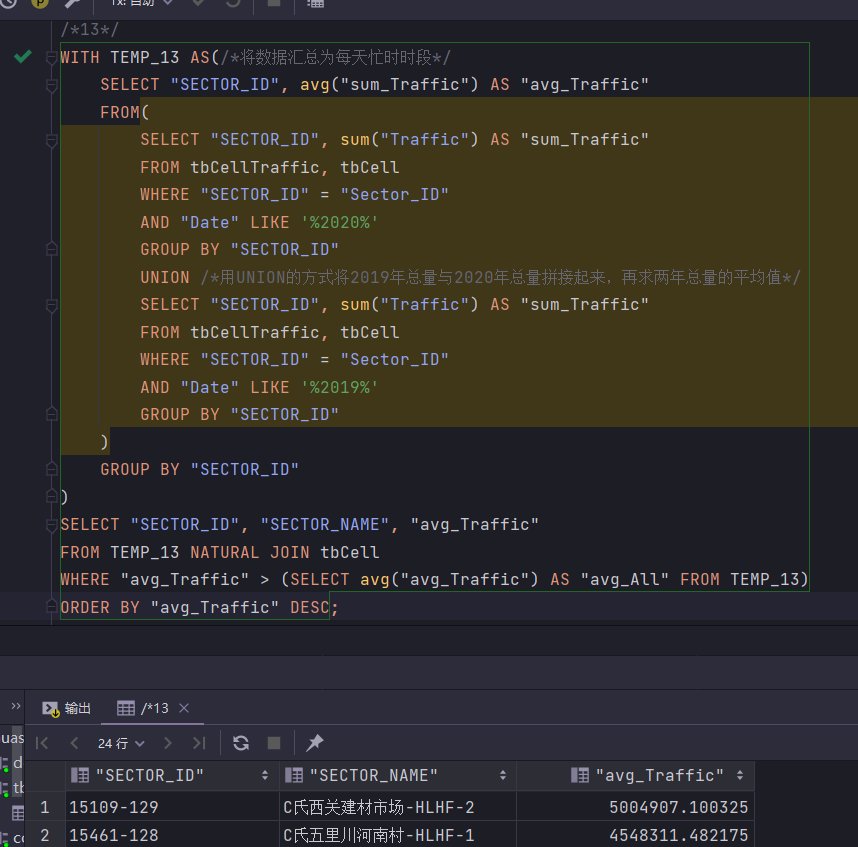 Tx: 自动
/*13*/
WITH TEMP_13 AS(/*将数据汇总为每天忙时时段*/
SELECT "SECTOR_ID", avg("sum_Traffic") AS "avg_Traffic"
FROM(
SELECT "SECTOR_ID", sum("Traffic") AS "sum_Traffic"
FROM tbCellTraffic, tbCell
WHERE "SECTOR_ID" = "Sector_ID"
AND "Date" LIKE '%2020%'
GROUP BY "SECTOR_ID"
UNION /*用UNION的方式将2019年总量与2020年总量拼接起来，再求两年总量的平均值*/
SELECT "SECTOR_ID", sum("Traffic") AS "sum_Traffic"
FROM tbCellTraffic, tbCell
WHERE "SECTOR_ID" = "Sector_ID"
AND "Date" LIKE '%2019%'
GROUP BY "SECTOR_ID"
)
GROUP BY "SECTOR_ID"
)
SELECT "SECTOR_ID", "SECTOR_NAME", "avg_Traffic"
FROM TEMP_13 NATURAL JOIN tbCell
WHERE "avg_Traffic" > (SELECT avg("avg_Traffic") AS "avg_All" FROM TEMP_13)
ORDER BY "avg_Traffic" DESC;
输出 /*13
24 行
"SECTOR_ID" "SECTOR_NAME" "avg_Traffic"
1 15109-129 C氏西关建材市场-HLHF-2 5004907.100325
2 15461-128 C氏五里川河南村-HLHF-1 4548311.482175